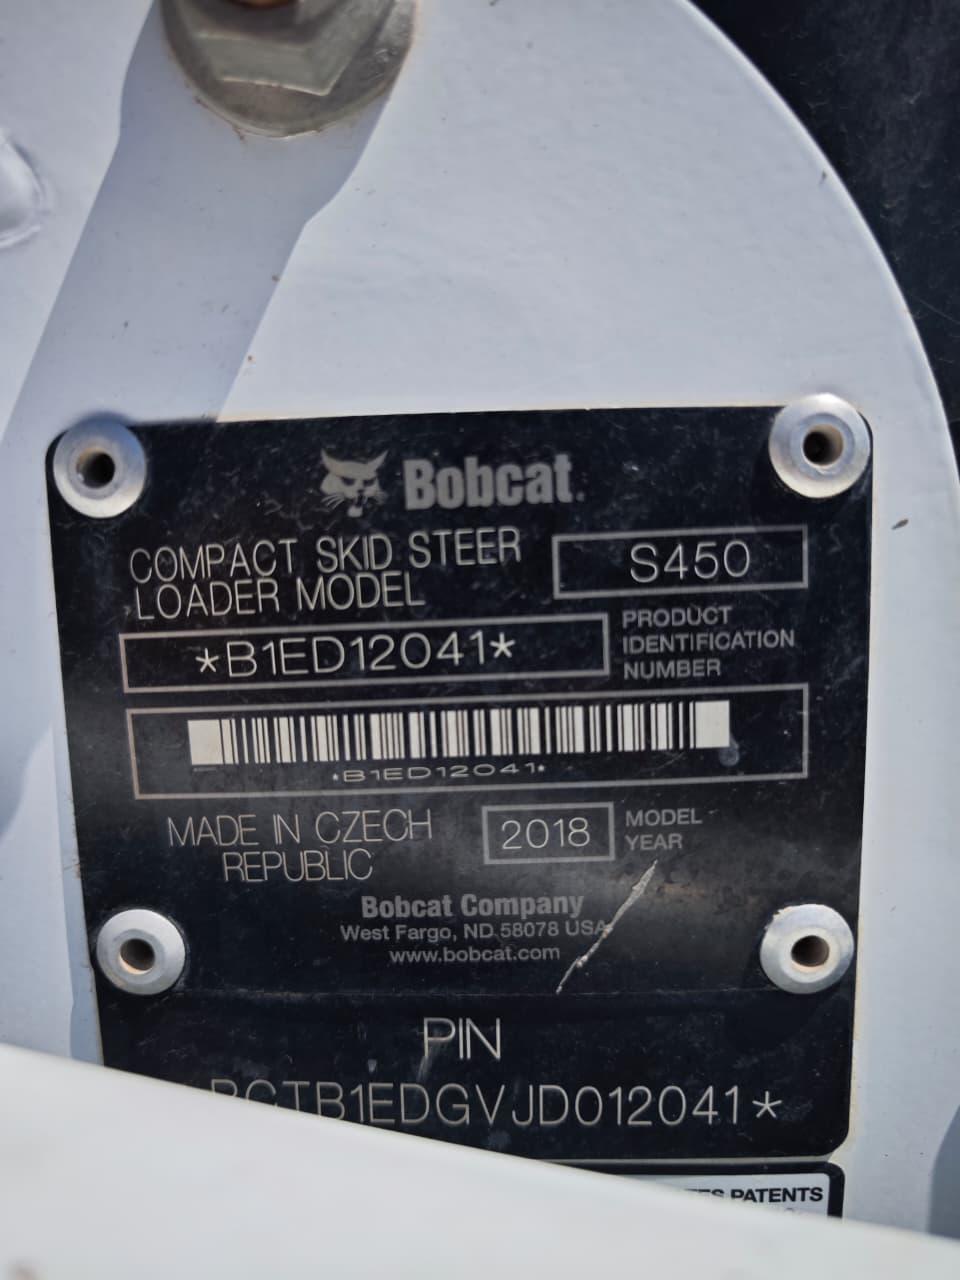 Bobcat.
COMPACT SKID STEER
LOADER MODEL
S450
*B1ED12041*
PRODUCT
IDENTIFICATION
NUMBER
*B1ED12041*
MADE IN CZECH
REPUBLIC
2018
MODEL
YEAR
Bobcat Company
West Fargo, ND 58078 USA
www.bobcat.com
PIN
BCTB1EDGVJD012041*
PATENTS